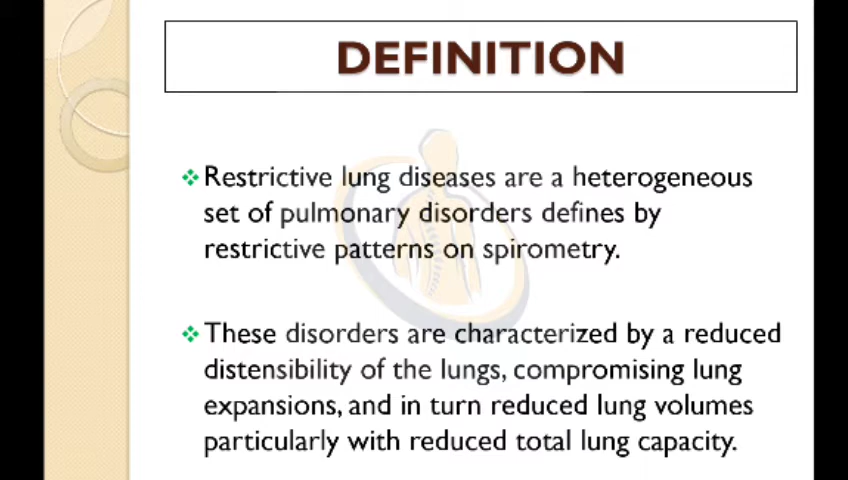 DEFINITION
Restrictive lung diseases are a heterogeneous
set of pulmonary disorders defines by
restrictive patterns on spirometry.
These disorders are characterized by a reduced
distensibility of the lungs, compromising lung
expansions, and in turn reduced lung volumes
particularly with reduced total lung capacity.